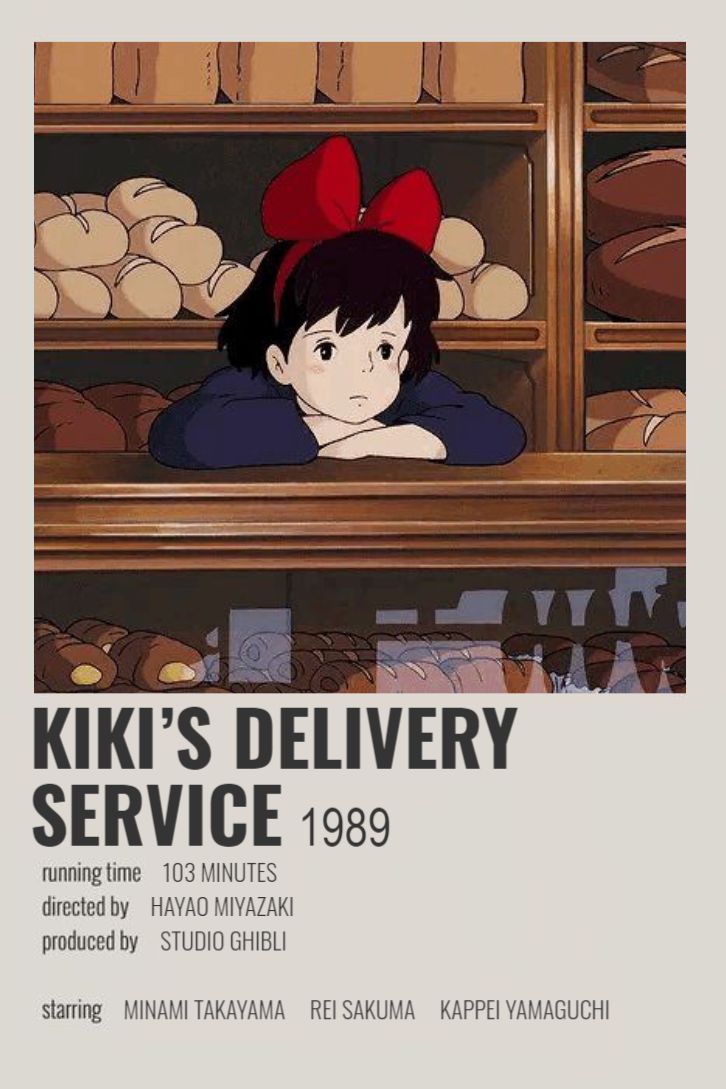 KIKI’S DELIVERY
SERVICE 1989
running time 103 MINUTES
directed by HAYAO MIYAZAKI
produced by STUDIO GHIBLI
starring MINAMI TAKAYAMA REI SAKUMA KAPPEI YAMAGUCHI